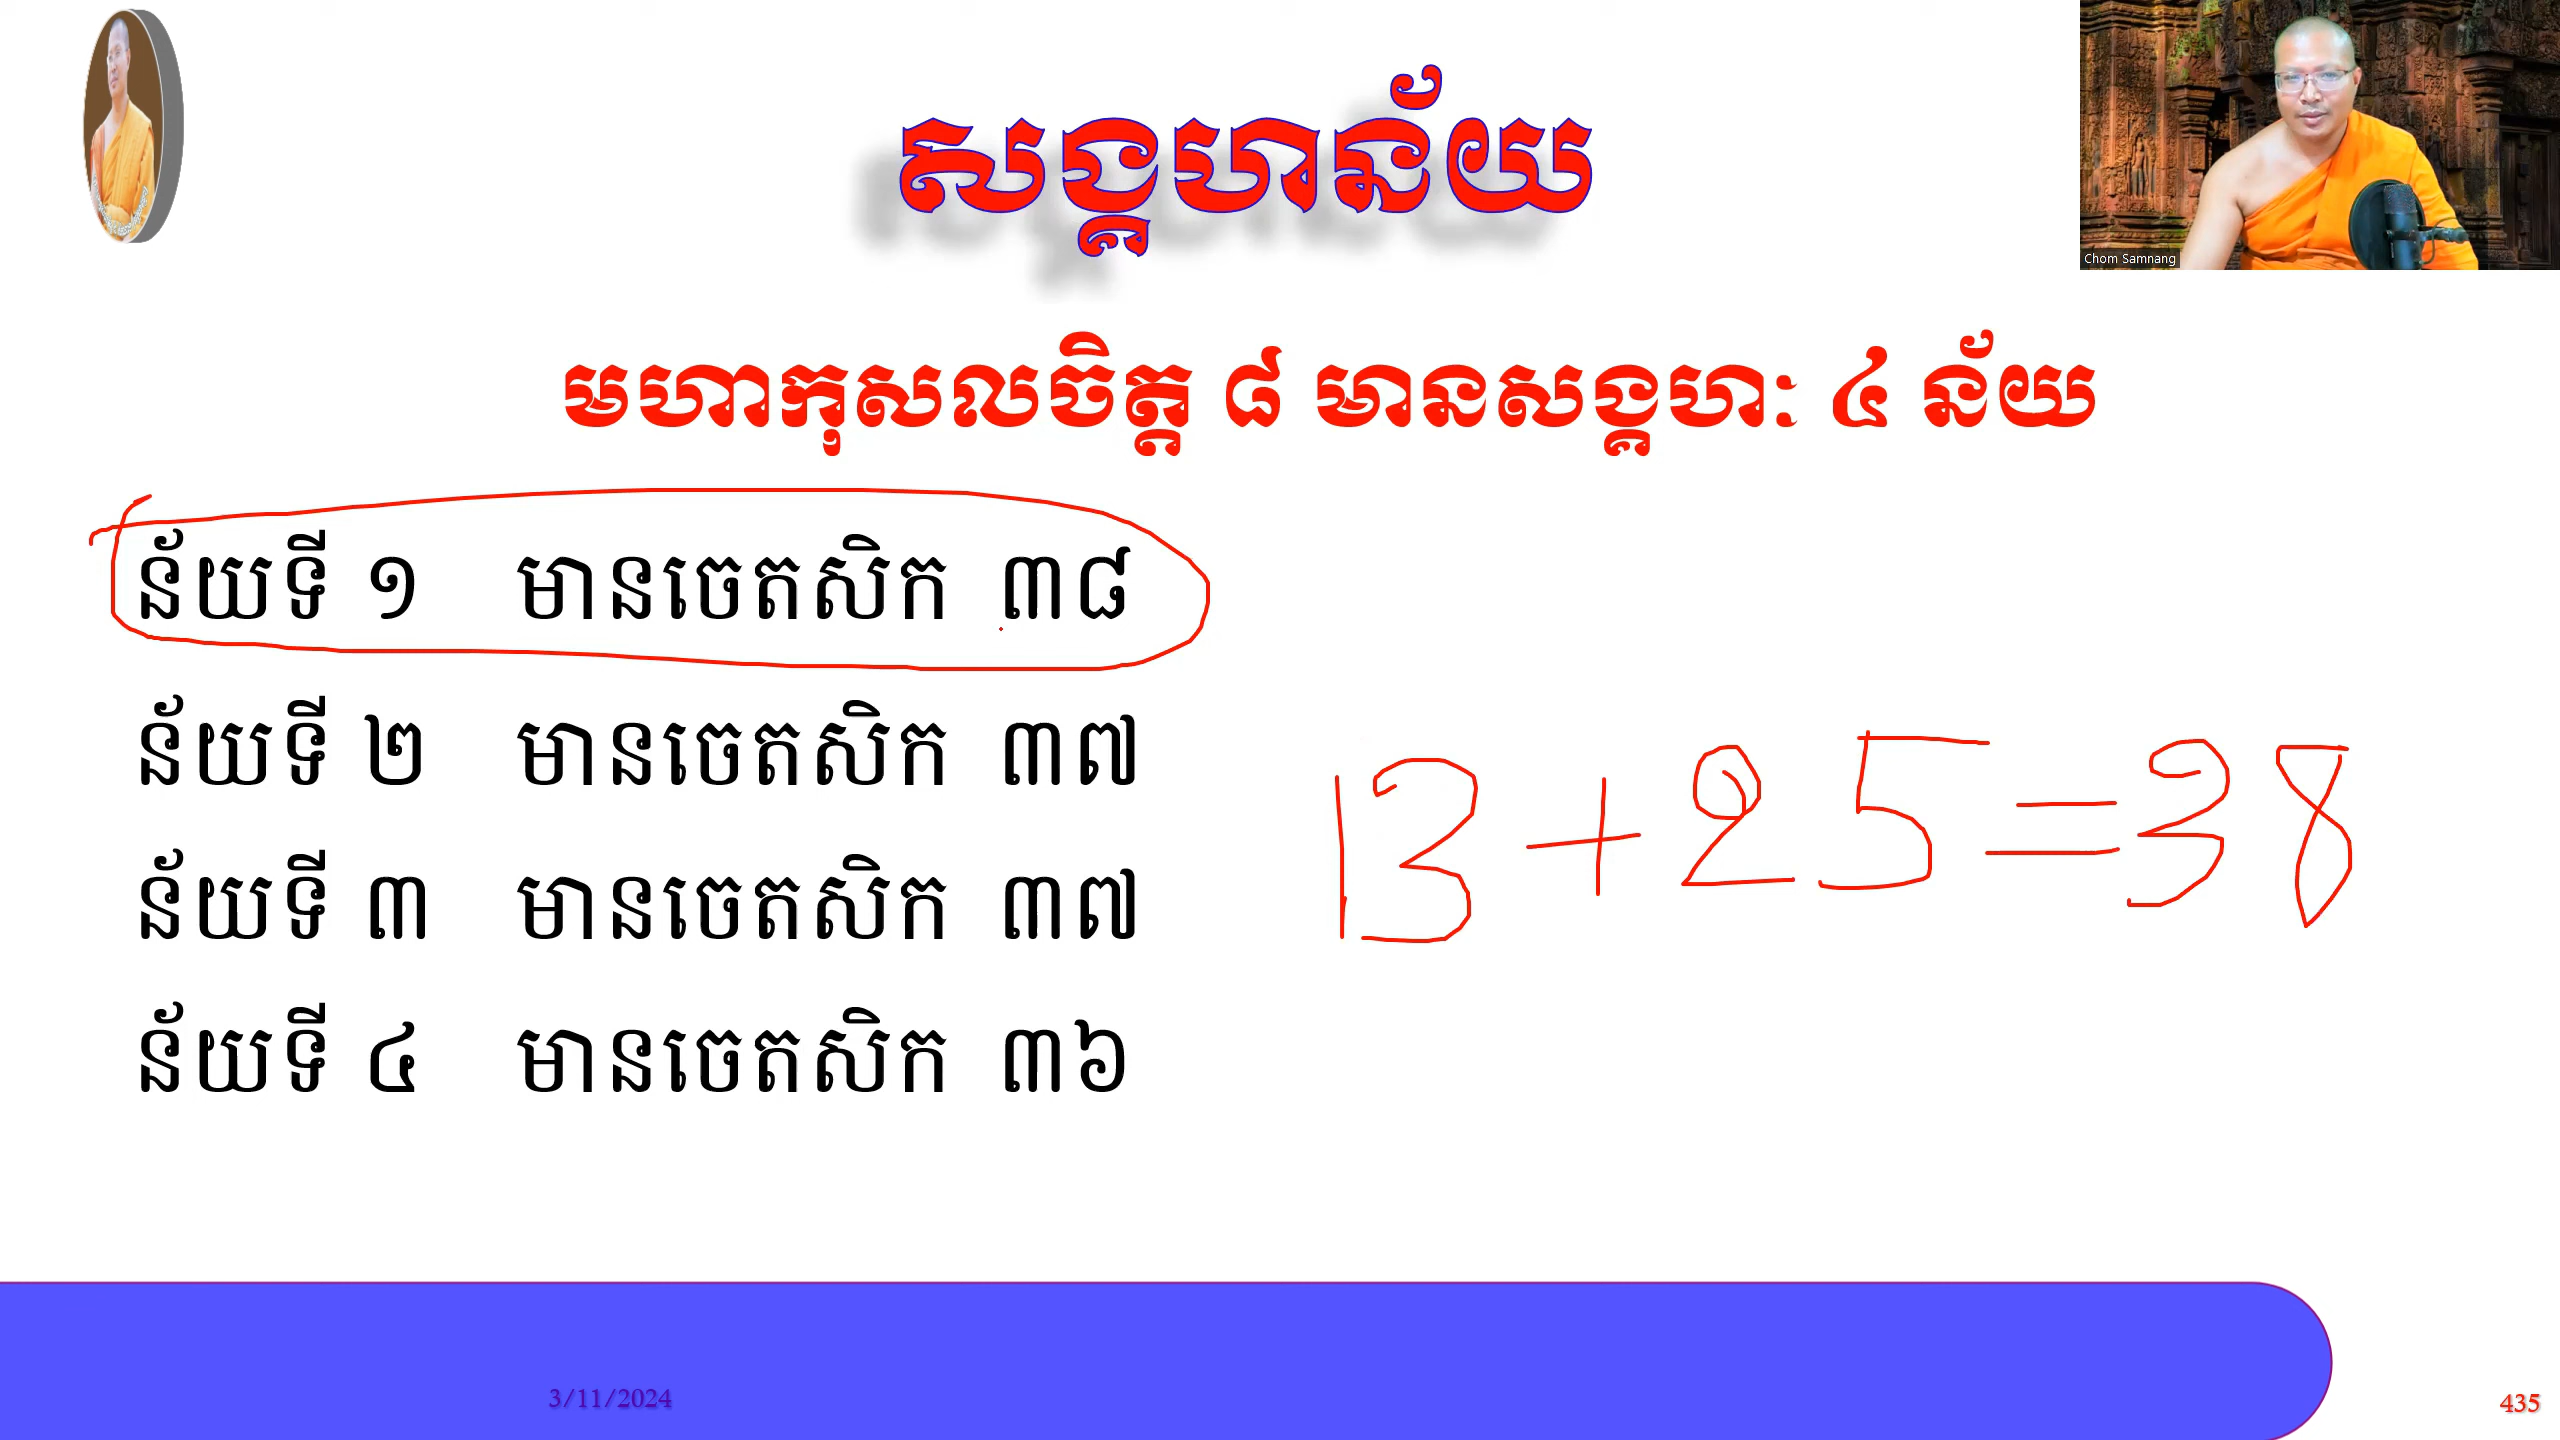 សង្គហន័យ
Chom Samnang
មហាកុសលចិត្ត ៨ មានសង្គហៈ ៤ ន័យ
ន័យទី ១ មានចេតសិក ៣៨
ន័យទី ២ មានចេតសិក ៣៧
ន័យទី ៣ មានចេតសិក ៣៧
ន័យទី ៤ មានចេតសិក ៣៦
13 + 25 = 38
3/11/2024
435